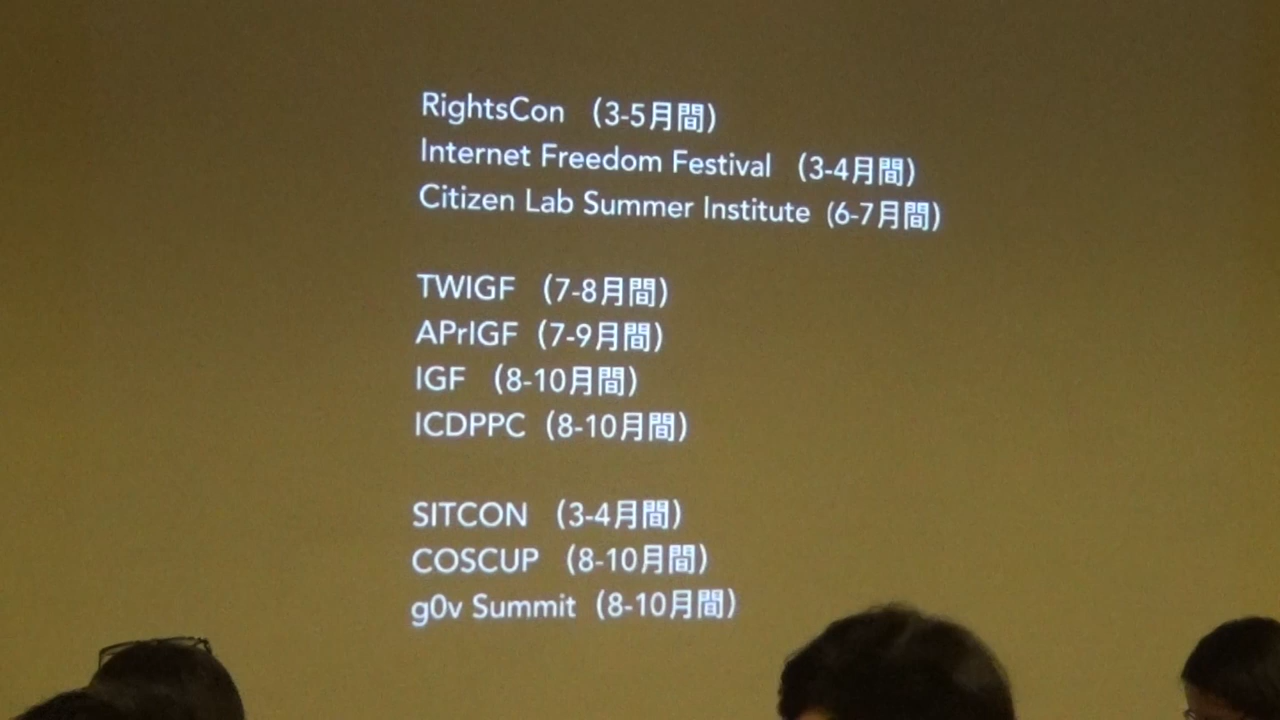 RightsCon (3-5月間)
Internet Freedom Festival (3-4月間)
Citizen Lab Summer Institute (6-7月間)
TWIGF (7-8月間)
APrIGF (7-9月間)
IGF (8-10月間)
ICDPPC (8-10月間)
SITCON (3-4月間)
COSCUP (8-10月間)
g0v Summit (8-10月間)